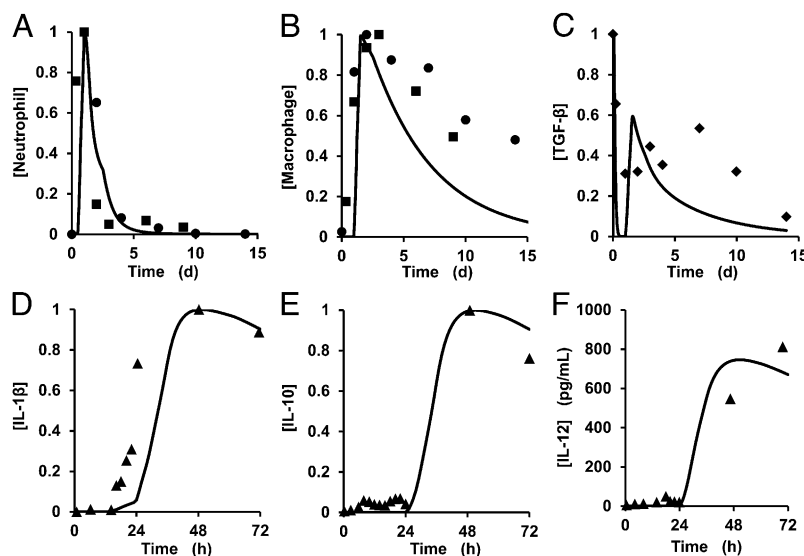 A
[Neutrophil]
1
0.8
0.6
0.4
0.2
0
0 5 10 15
Time (d)
B
[Macrophage]
1
0.8
0.6
0.4
0.2
0
0 5 10 15
Time (d)
C
[TGF-β]
1
0.8
0.6
0.4
0.2
0
0 5 10 15
Time (d)
D
[IL-1β]
1
0.8
0.6
0.4
0.2
0
0 24 48 72
Time (h)
E
[IL-10]
1
0.8
0.6
0.4
0.2
0
0 24 48 72
Time (h)
F
[IL-12] (pg/mL)
1000
800
600
400
200
0
0 24 48 72
Time (h)